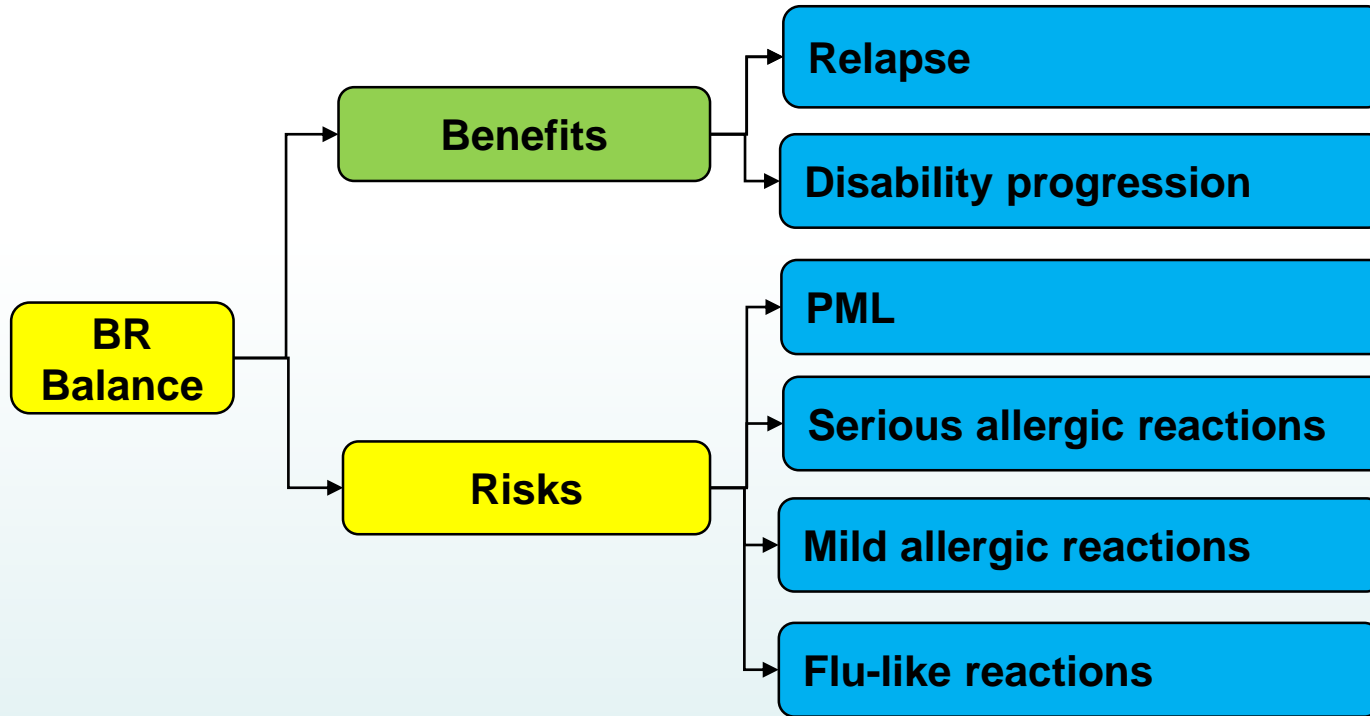 Relapse
Benefits
Disability progression
PML
BR
Balance
Serious allergic reactions
Risks
Mild allergic reactions
Flu-like reactions